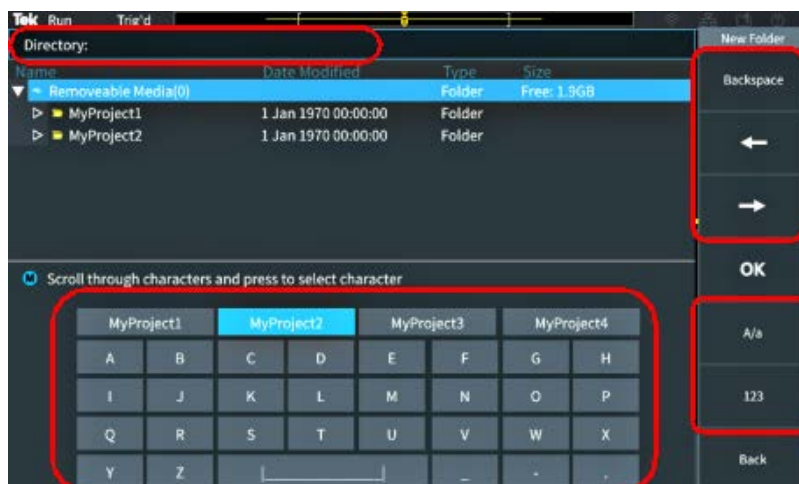 Tek Run Trig'd
Directory: New Folder
Name Date Modified Type Size
Removeable Media(0) Folder Free: 1.9GB
MyProject1 1 Jan 1970 00:00:00 Folder
MyProject2 1 Jan 1970 00:00:00 Folder
Backspace
OK
Scroll through characters and press to select character
MyProject1 MyProject2 MyProject3 MyProject4
A B C D E F G H
I J K L M N O P
Q R S T U V W X
Y Z _ - .
A/a
123
Back